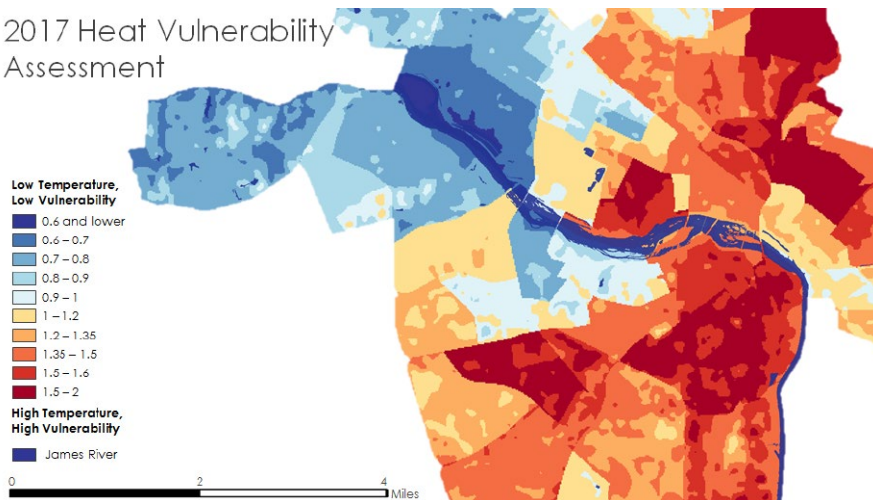 2017 Heat Vulnerability
Assessment
Low Temperature,
Low Vulnerability
0.6 and lower
0.6 – 0.7
0.7 – 0.8
0.8 – 0.9
0.9 – 1
1 – 1.2
1.2 – 1.35
1.35 – 1.5
1.5 – 1.6
1.5 – 2
High Temperature,
High Vulnerability
James River
0 2 4
Miles